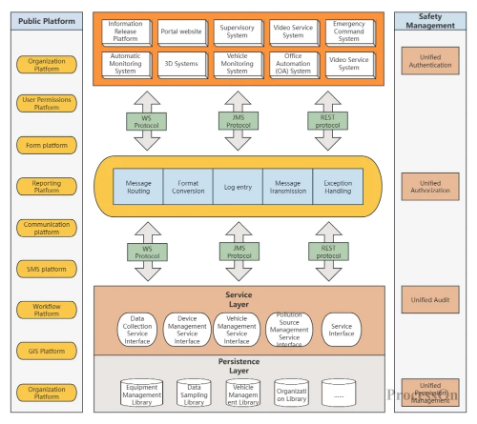 Public Platform
Organization
Platform
User Permissions
Platform
Form platform
Reporting
Platform
Communication
platform
SMS platform
Workflow
Platform
GIS Platform
Organization
Platform
Information
Release
Platform
Portal website
Supervisory
System
Video Service
System
Emergency
Command
System
Automatic
Monitoring
System
3D Systems
Vehicle
Monitoring
System
Office
Automation
(OA) System
Video Service
System
WS
Protocol
JMS
Protocol
REST
protocol
Message
Routing
Format
Conversion
Log entry
Message
Transmission
Exception
Handling
WS
Protocol
JMS
Protocol
REST
protocol
Service
Layer
Data
Collection
Service
Interface
Device
Management
Service
Interface
Vehicle
Management
Service
Interface
Pollution
Source
Management
Service
Interface
Service
Interface
Persistence
Layer
Equipment
Management
Library
Data
Sampling
Library
Vehicle
Managem
ent Library
Organizati
on Library
......
Safety
Management
Unified
Authentication
Unified
Authorization
Unified Audit
Unified
Management
ProcessOn